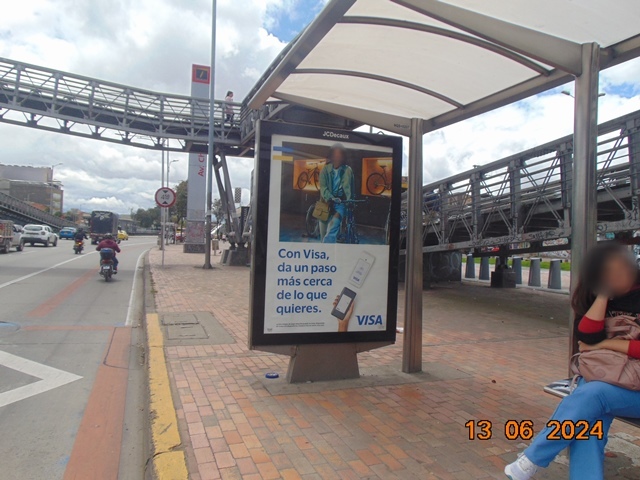 JCDecaux
Con Visa,
da un paso
más cerca
de lo que
quieres.
VISA
13 06 2024